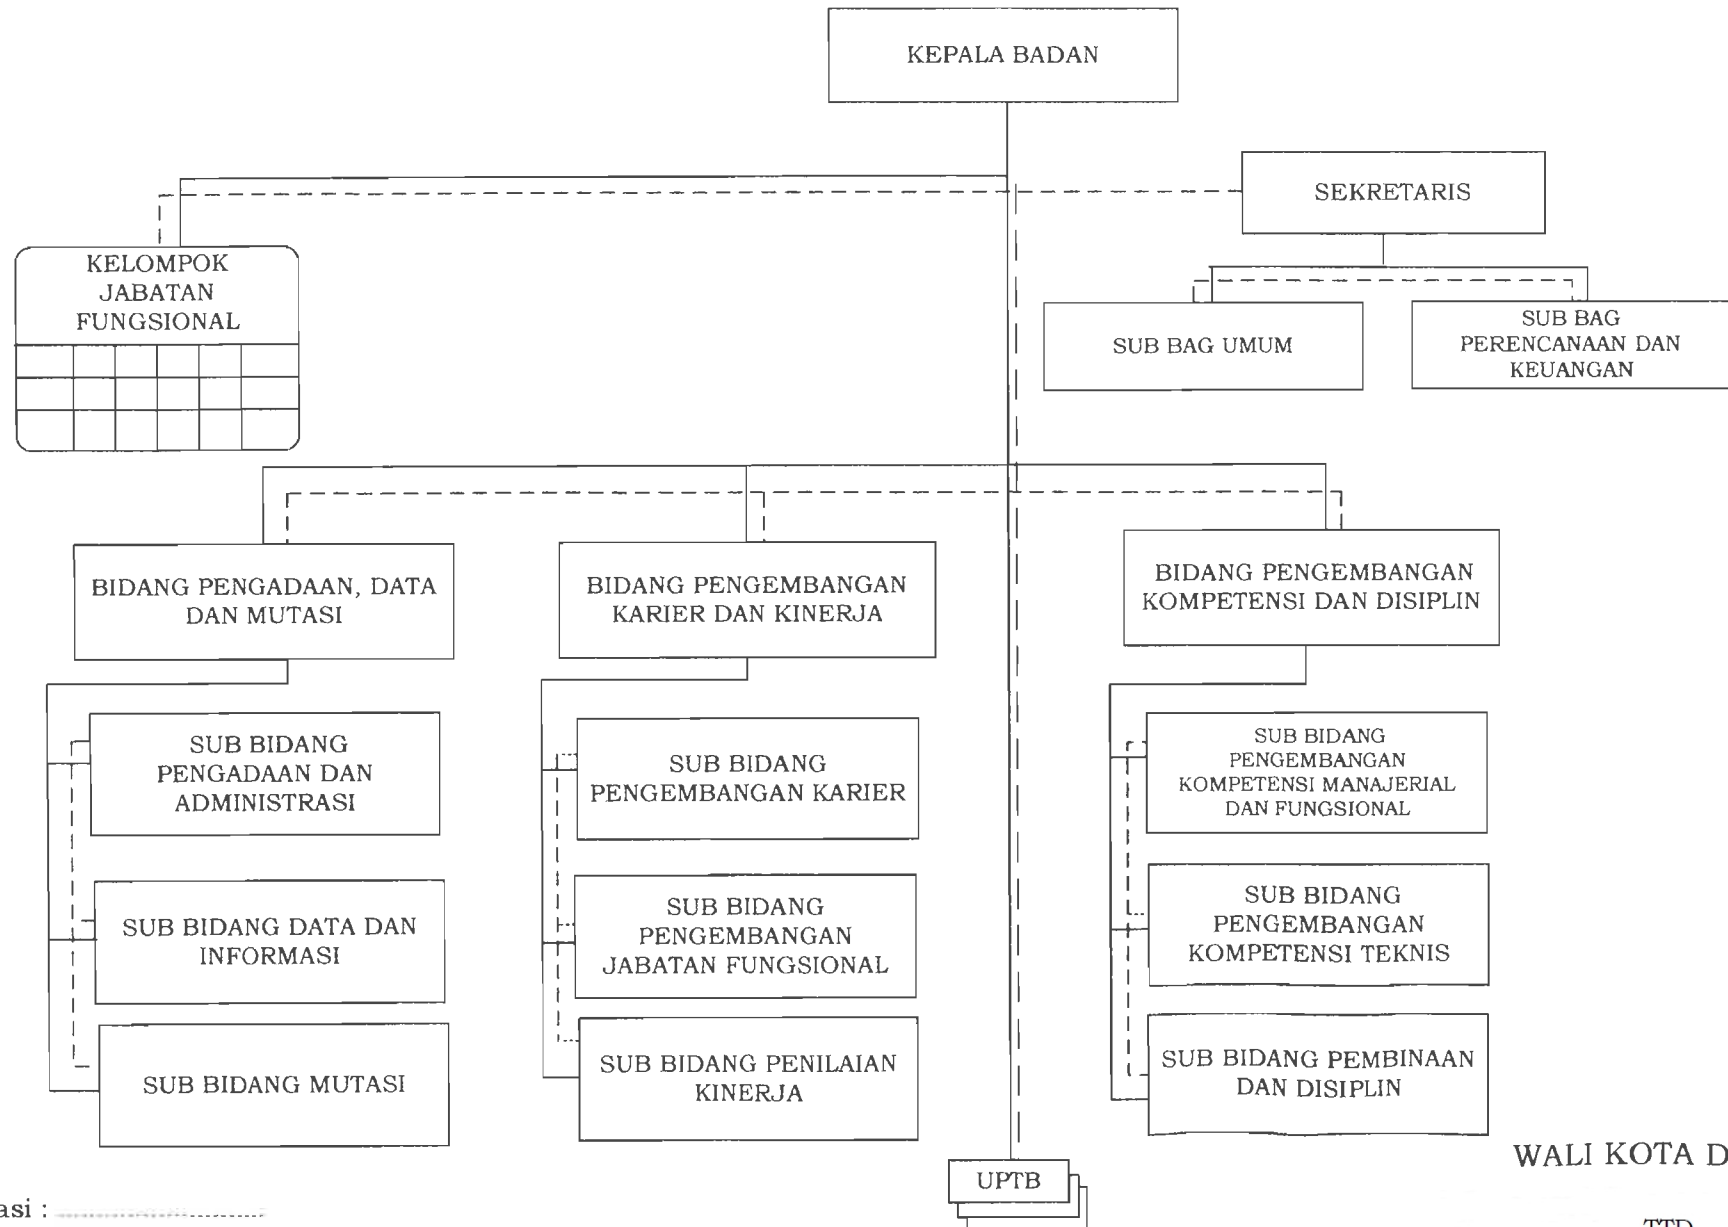 KEPALA BADAN
SEKRETARIS
KELOMPOK
JABATAN
FUNGSIONAL
SUB BAG UMUM
SUB BAG
PERENCANAAN DAN
KEUANGAN
BIDANG PENGADAAN, DATA
DAN MUTASI
BIDANG PENGEMBANGAN
KARIER DAN KINERJA
BIDANG PENGEMBANGAN
KOMPETENSI DAN DISIPLIN
SUB BIDANG
PENGADAAN DAN
ADMINISTRASI
SUB BIDANG DATA DAN
INFORMASI
SUB BIDANG MUTASI
SUB BIDANG
PENGEMBANGAN KARIER
SUB BIDANG
PENGEMBANGAN
JABATAN FUNGSIONAL
SUB BIDANG PENILAIAN
KINERJA
SUB BIDANG
PENGEMBANGAN
KOMPETENSI MANAJERIAL
DAN FUNGSIONAL
SUB BIDANG
PENGEMBANGAN
KOMPETENSI TEKNIS
SUB BIDANG PEMBINAAN
DAN DISIPLIN
UPTB
WALI KOTA D
asi :
TTD